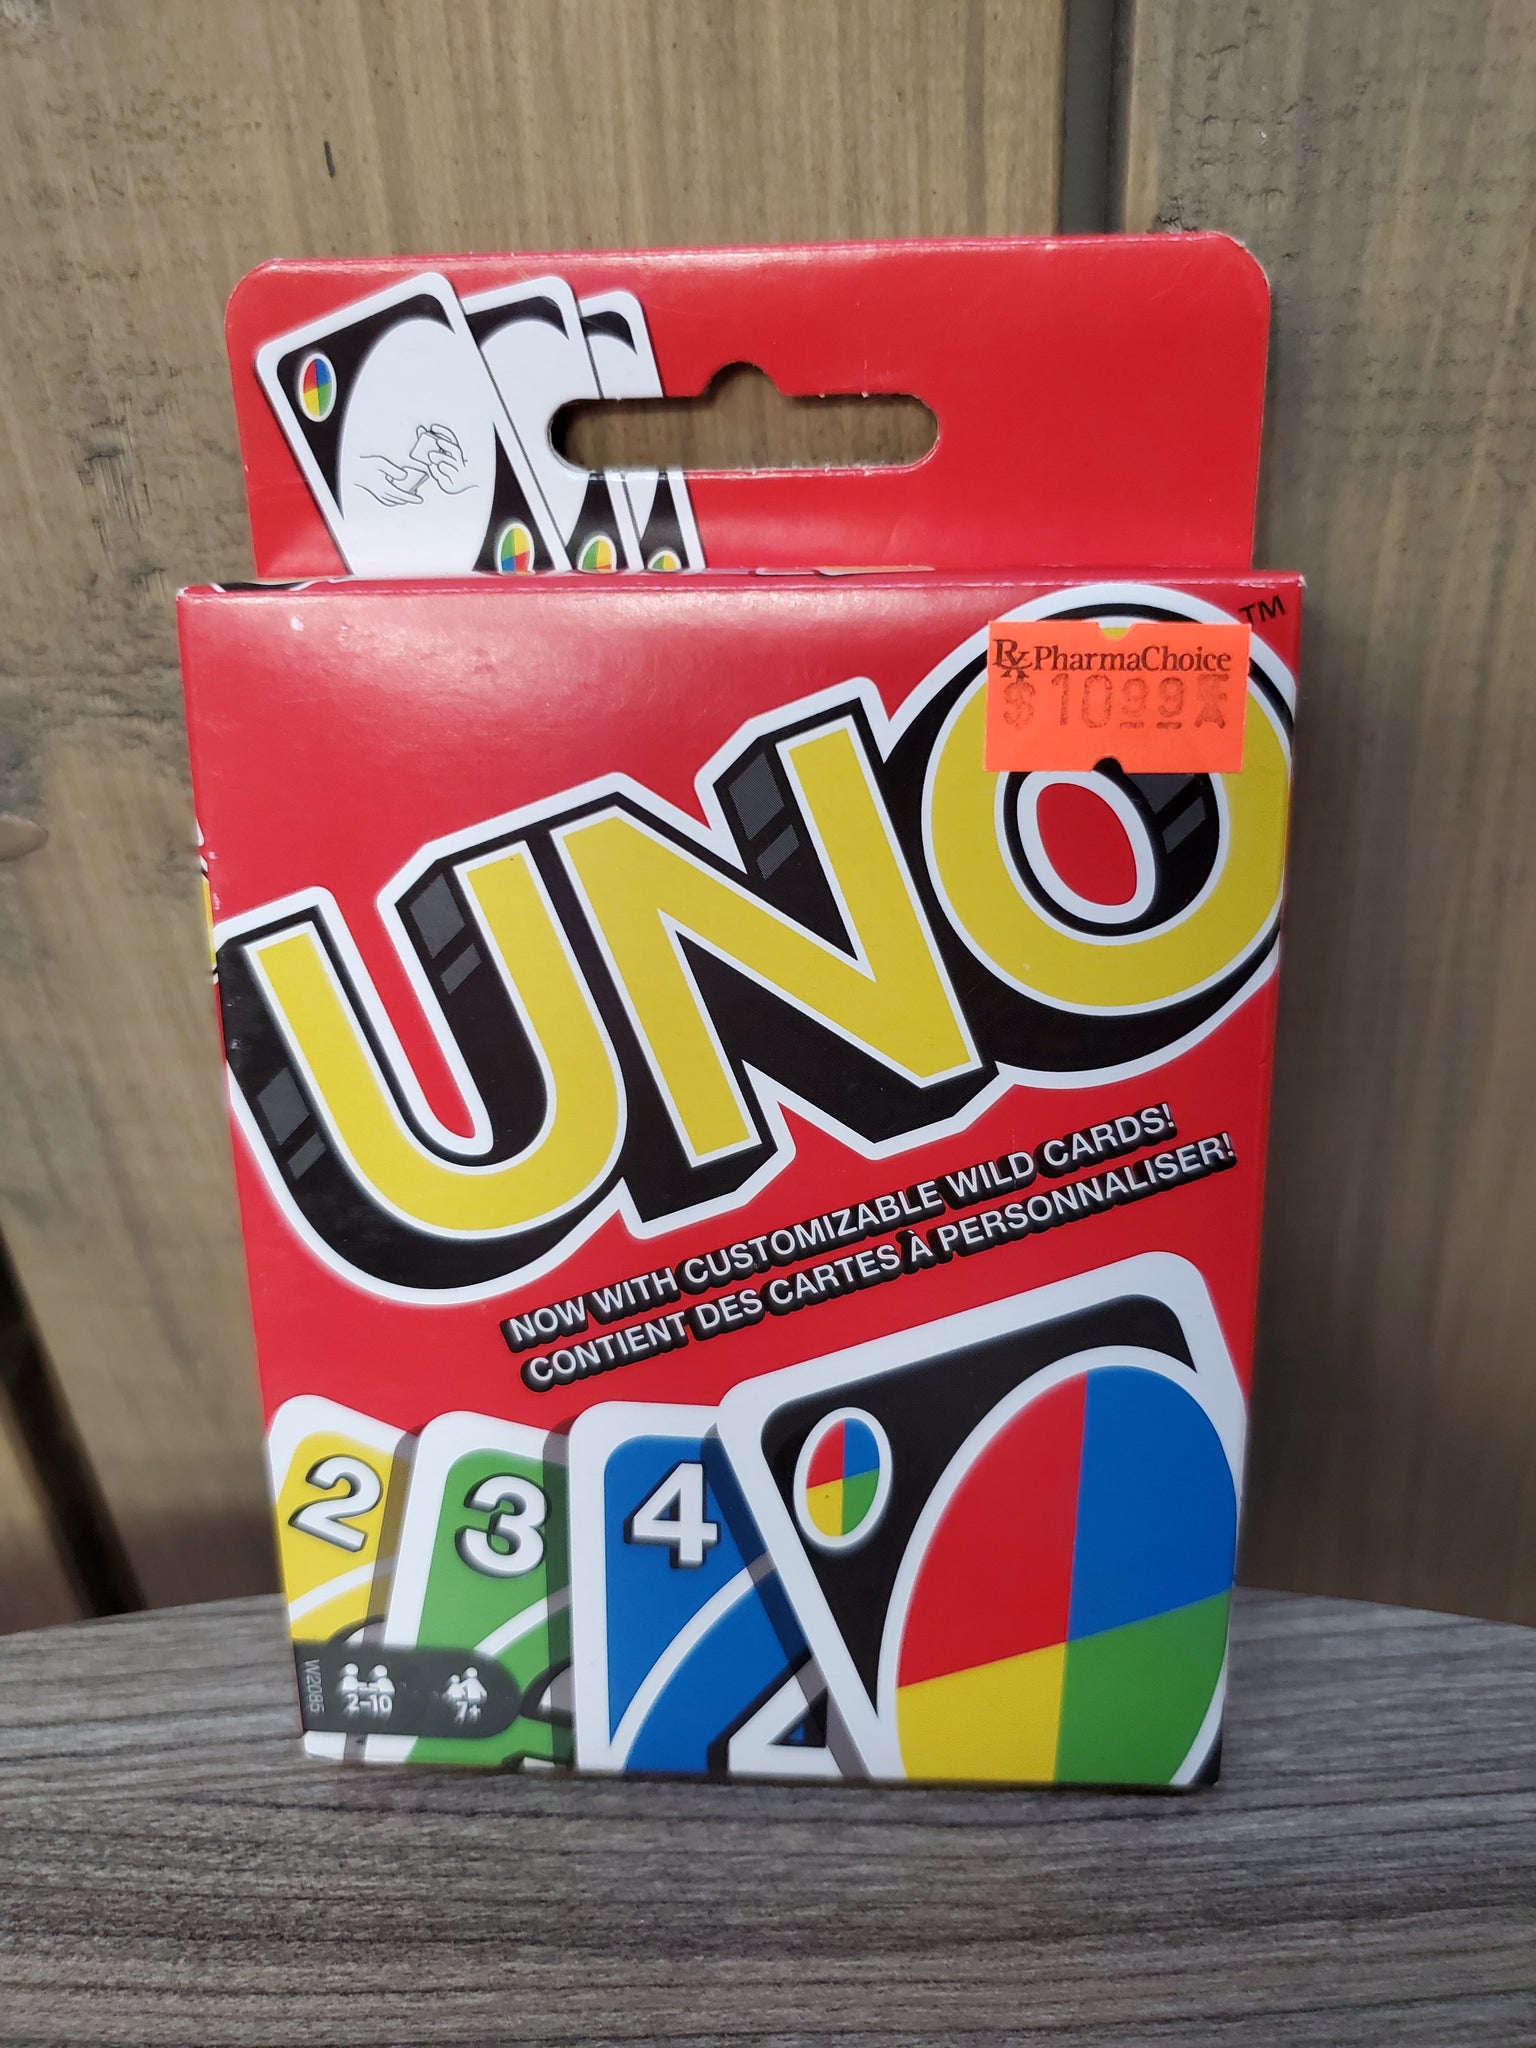 UNO
TM
Rx PharmaChoice
$ 10.99
NOW WITH CUSTOMIZABLE WILD CARDS!
CONTIENT DES CARTES À PERSONNALISER!
2
3
4
W2085
2-10
7+